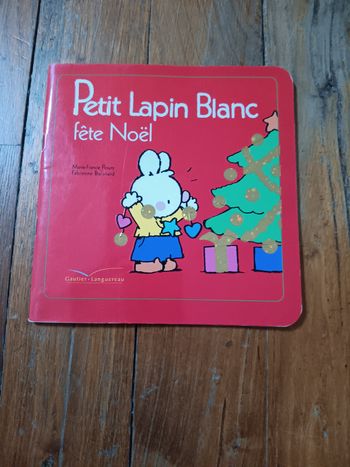 Petit Lapin Blanc
fête Noël
Marie-France Floury
Fabienne Boisnard
Gautier-Languereau